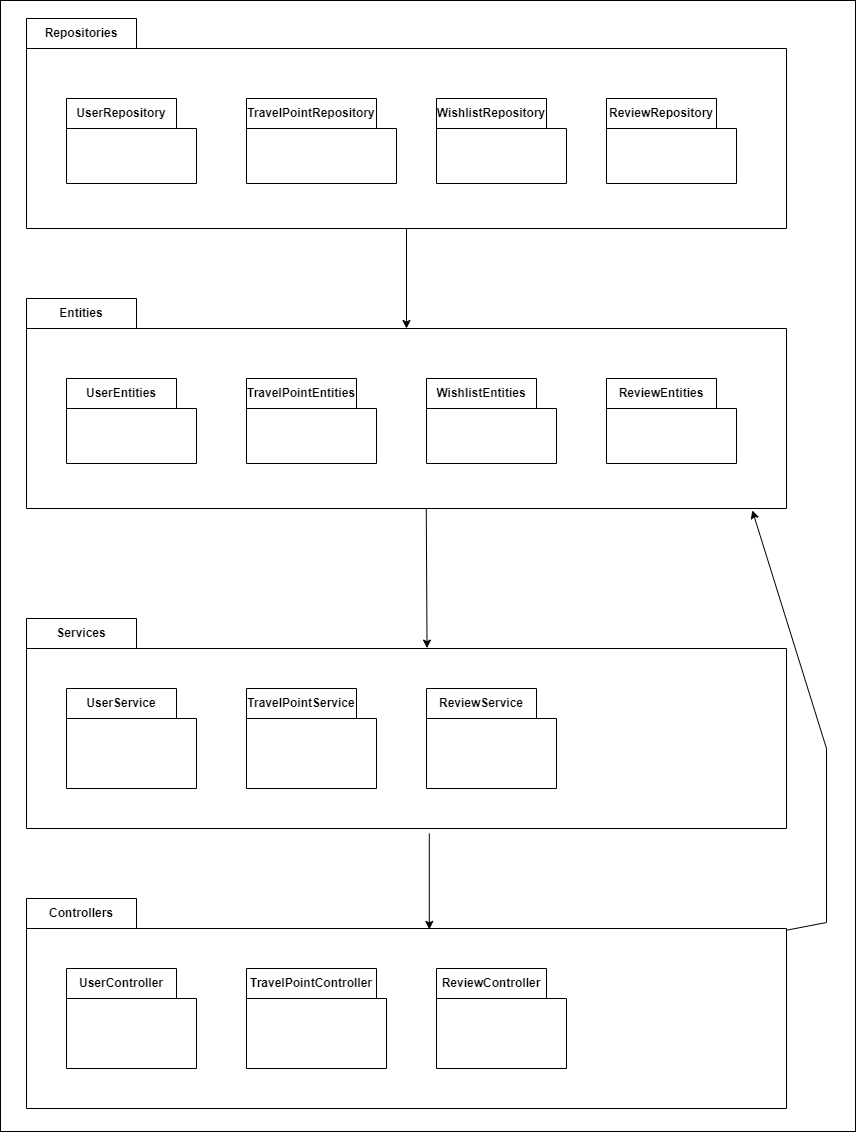 Repositories
UserRepository
TravelPointRepository
WishlistRepository
ReviewRepository
Entities
UserEntities
TravelPointEntities
WishlistEntities
ReviewEntities
Services
UserService
TravelPointService
ReviewService
Controllers
UserController
TravelPointController
ReviewController